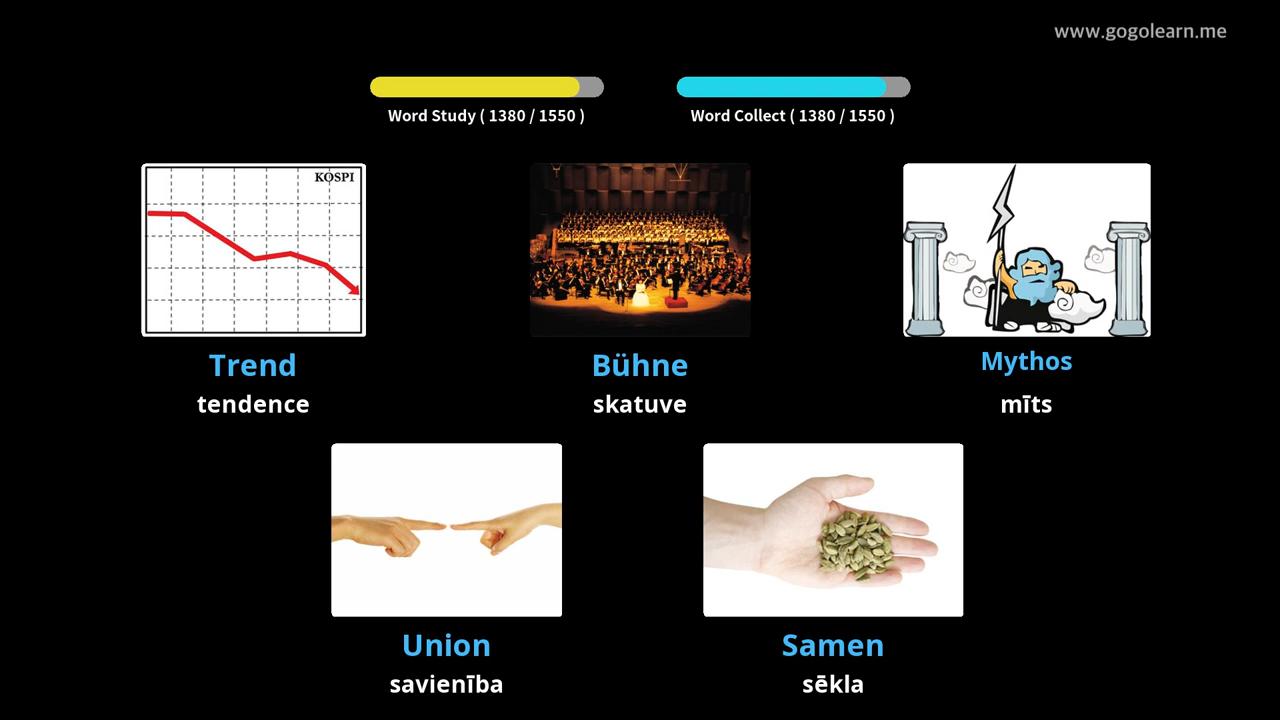 www.gogolearn.me
Word Study ( 1380 / 1550 )
Word Collect ( 1380 / 1550 )
KOSPI
Trend
tendence
Bühne
skatuve
Mythos
mīts
Union
savienība
Samen
sēkla